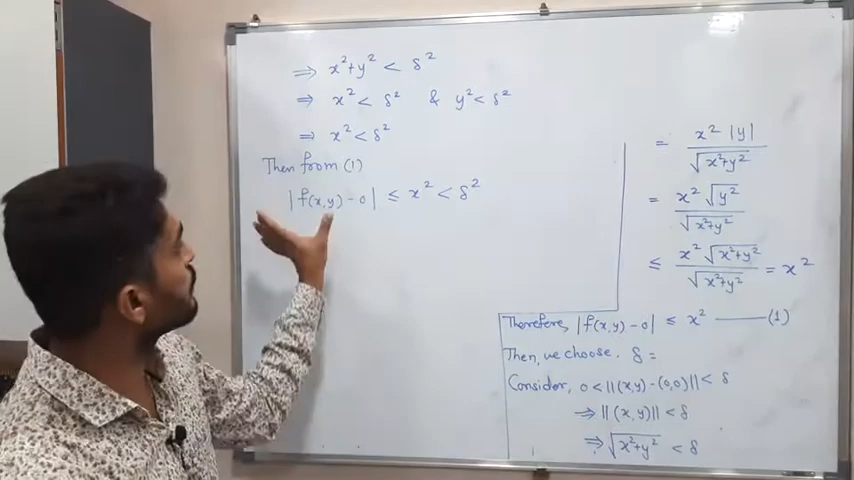 = x² |y| / √x²+y²
= x² √y² / √x²+y²
≤ x² √x²+y² / √x²+y² = x²
Therefore, |f(x,y) - 0| ≤ x² —— (1)
Then, we choose. δ =
Consider, 0 < ||(x,y) - (0,0)|| < δ
⇒ ||(x,y)|| < δ
⇒ √x²+y² < δ
⇒ x²+y² < δ²
⇒ x² < δ² & y² < δ²
⇒ x² < δ²
Then from (1)
|f(x,y) - 0| ≤ x² < δ²